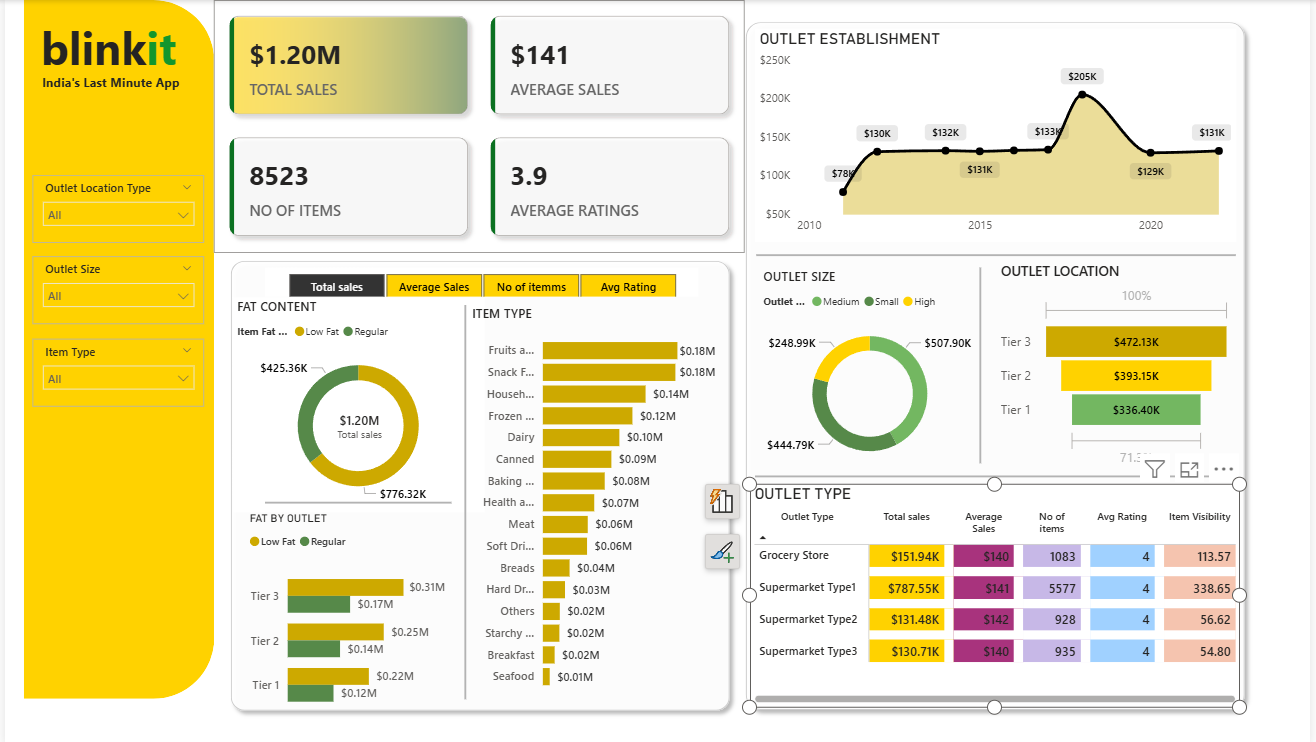 blinkit
India's Last Minute App
Outlet Location Type
All
Outlet Size
All
Item Type
All
$1.20M
TOTAL SALES
$141
AVERAGE SALES
8523
NO OF ITEMS
3.9
AVERAGE RATINGS
Total sales
Average Sales
No of itemms
Avg Rating
FAT CONTENT
Item Fat ... Low Fat Regular
$425.36K
$1.20M
Total sales
$776.32K
FAT BY OUTLET
Low Fat Regular
Tier 3 $0.31M
$0.17M
Tier 2 $0.25M
$0.14M
Tier 1 $0.22M
$0.12M
ITEM TYPE
Fruits a... $0.18M
Snack F... $0.18M
Househ... $0.14M
Frozen ... $0.12M
Dairy $0.10M
Canned $0.09M
Baking ... $0.08M
Health a... $0.07M
Meat $0.06M
Soft Dri... $0.06M
Breads $0.04M
Hard Dr... $0.03M
Others $0.02M
Starchy ... $0.02M
Breakfast $0.02M
Seafood $0.01M
OUTLET ESTABLISHMENT
$250K
$200K
$150K
$100K
$50K
$78K
$130K
$132K
$131K
$133K
$205K
$129K
$131K
2010 2015 2020
OUTLET SIZE
Outlet ... Medium Small High
$248.99K
$507.90K
$444.79K
OUTLET LOCATION
100%
Tier 3 $472.13K
Tier 2 $393.15K
Tier 1 $336.40K
OUTLET TYPE
Outlet Type Total sales Average Sales No of items Avg Rating Item Visibility
Grocery Store $151.94K $140 1083 4 113.57
Supermarket Type1 $787.55K $141 5577 4 338.65
Supermarket Type2 $131.48K $142 928 4 56.62
Supermarket Type3 $130.71K $140 935 4 54.80